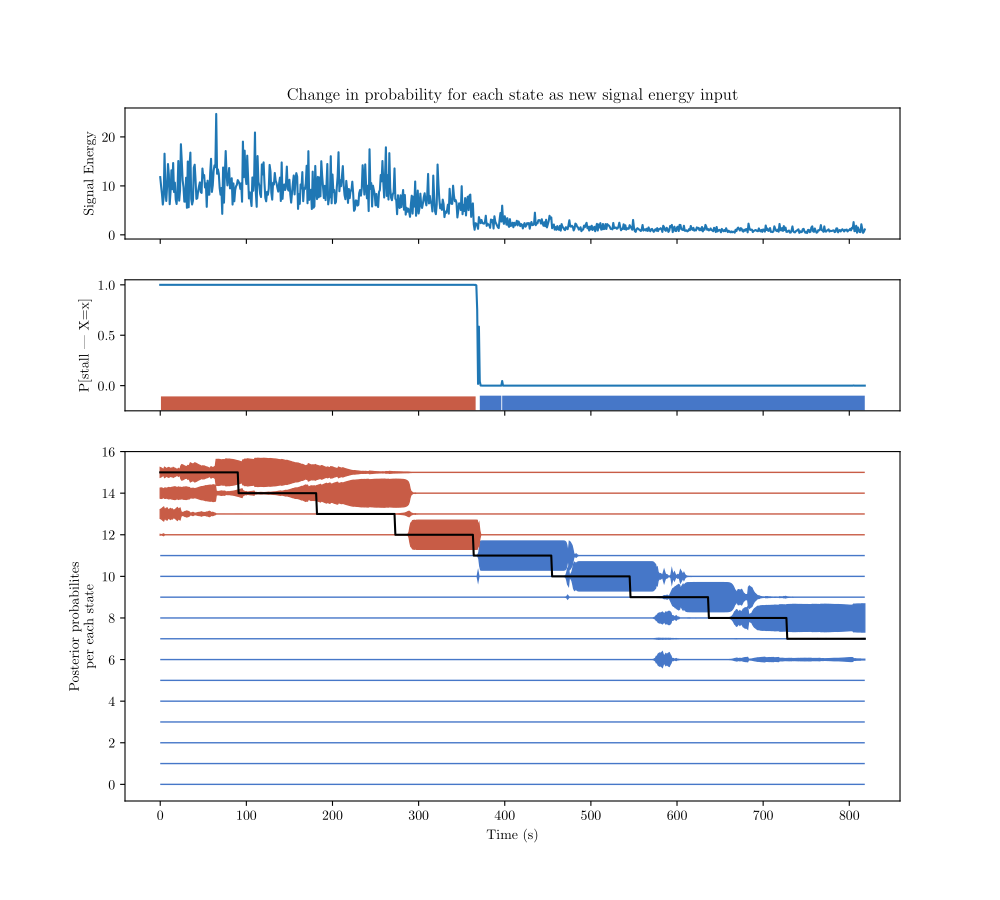 Change in probability for each state as new signal energy input
Signal Energy
20
10
0
P[stall — X=x]
1.0
0.5
0.0
Posterior probabilites
per each state
16
14
12
10
8
6
4
2
0
0 100 200 300 400 500 600 700 800
Time (s)